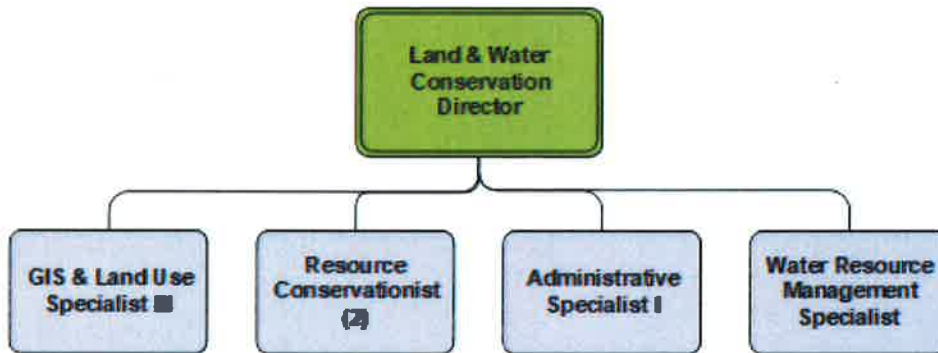 Land & Water
Conservation
Director
GIS & Land Use
Specialist
Resource
Conservationist
(2)
Administrative
Specialist I
Water Resource
Management
Specialist